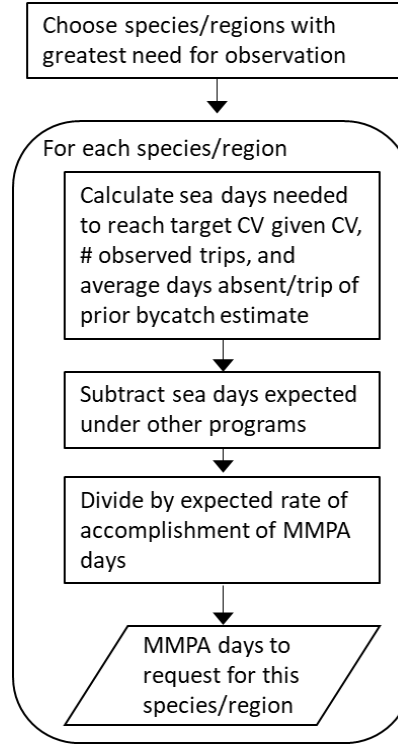 Choose species/regions with
greatest need for observation
For each species/region
Calculate sea days needed
to reach target CV given CV,
# observed trips, and
average days absent/trip of
prior bycatch estimate
Subtract sea days expected
under other programs
Divide by expected rate of
accomplishment of MMPA
days
MMPA days to
request for this
species/region